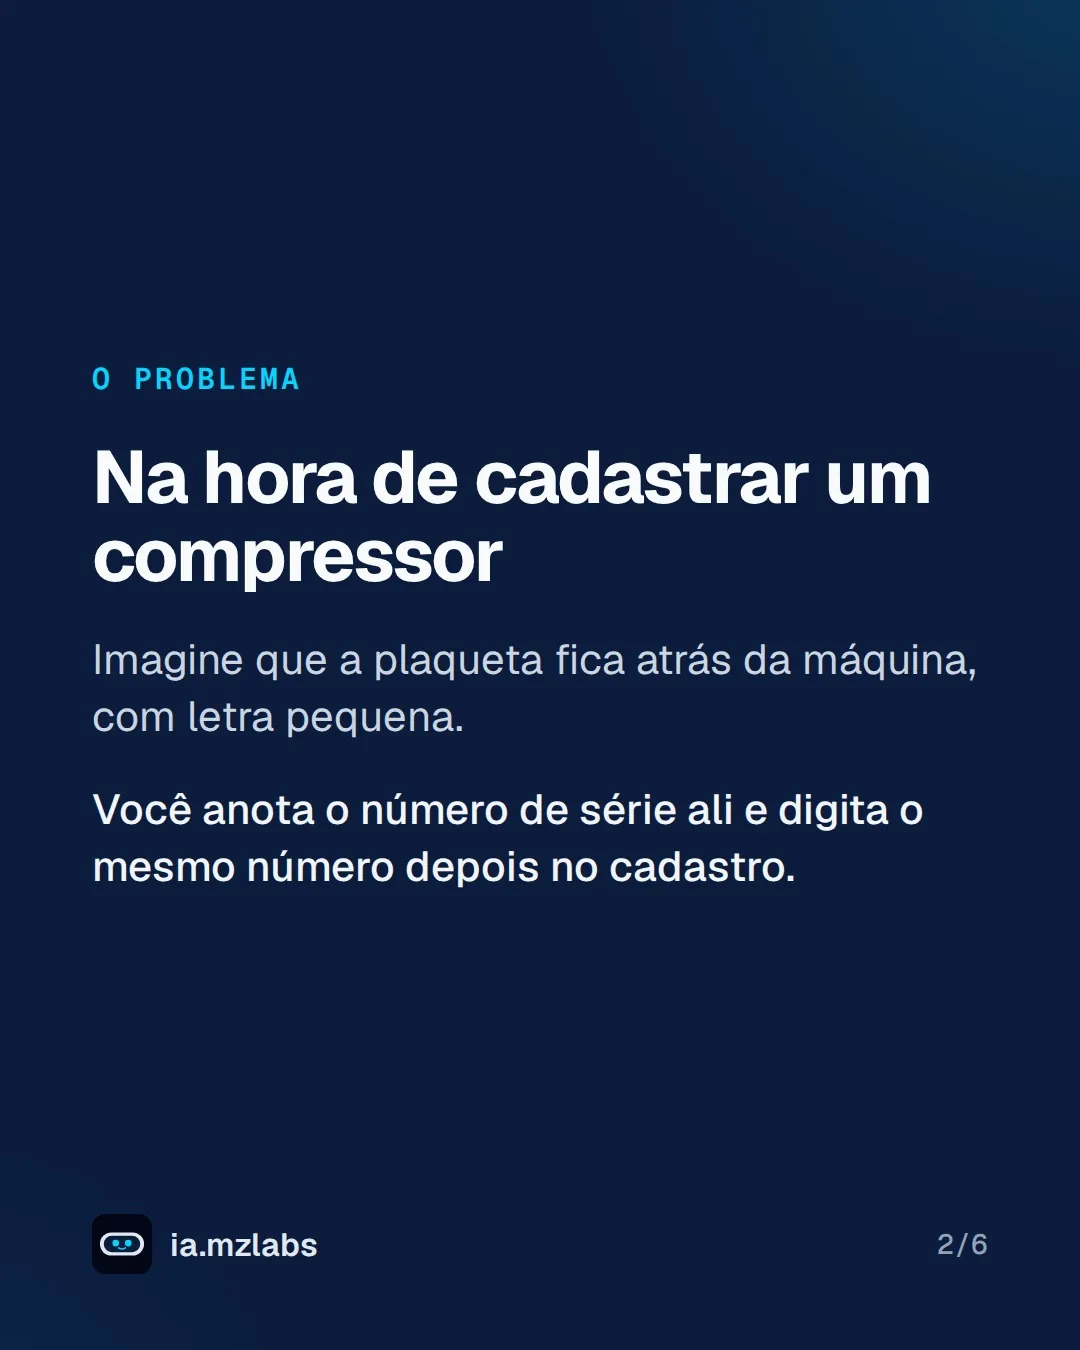 O PROBLEMA
Na hora de cadastrar um
compressor
Imagine que a plaqueta fica atrás da máquina,
com letra pequena.
Você anota o número de série ali e digita o
mesmo número depois no cadastro.
ia.mzlabs
2/6